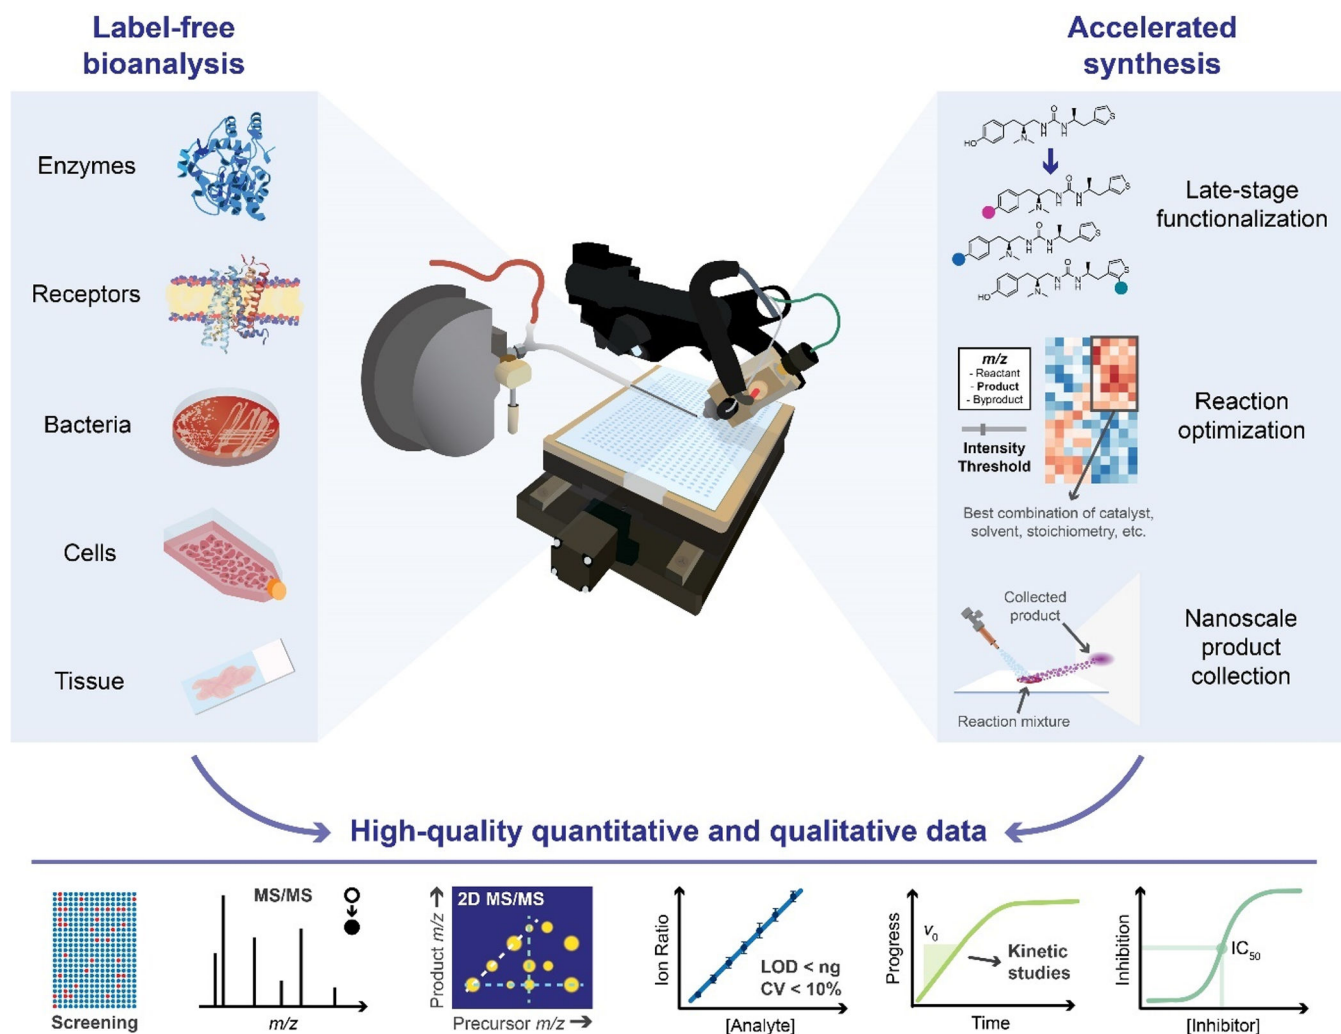 Label-free
bioanalysis
Enzymes
Receptors
Bacteria
Cells
Tissue
Accelerated
synthesis
Late-stage
functionalization
m/z
- Reactant
- Product
- Byproduct
Intensity
Threshold
Reaction
optimization
Best combination of catalyst,
solvent, stoichiometry, etc.
Collected
product
Reaction mixture
Nanoscale
product
collection
High-quality quantitative and qualitative data
Screening
MS/MS
m/z
2D MS/MS
Product m/z
Precursor m/z
Ion Ratio
LOD < ng
CV < 10%
[Analyte]
Progress
v₀
Kinetic
studies
Time
Inhibition
IC₅₀
[Inhibitor]